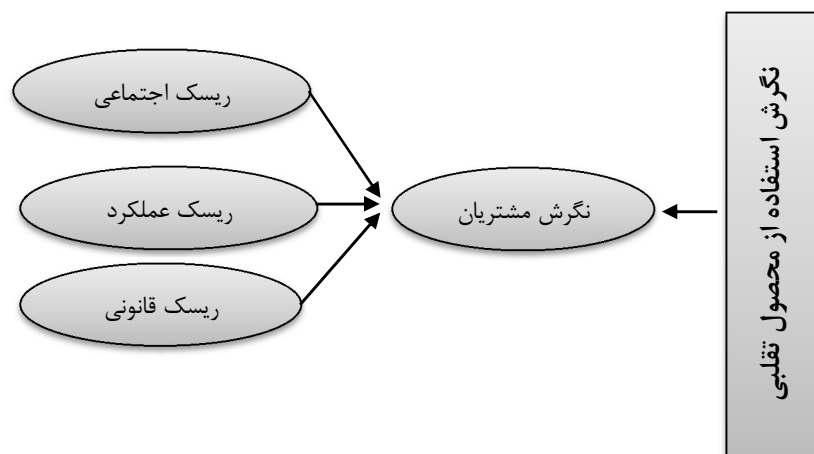 ریسک اجتماعی
ریسک عملکرد
ریسک قانونی
نگرش مشتریان
نگرش استفاده از محصول تقلبی